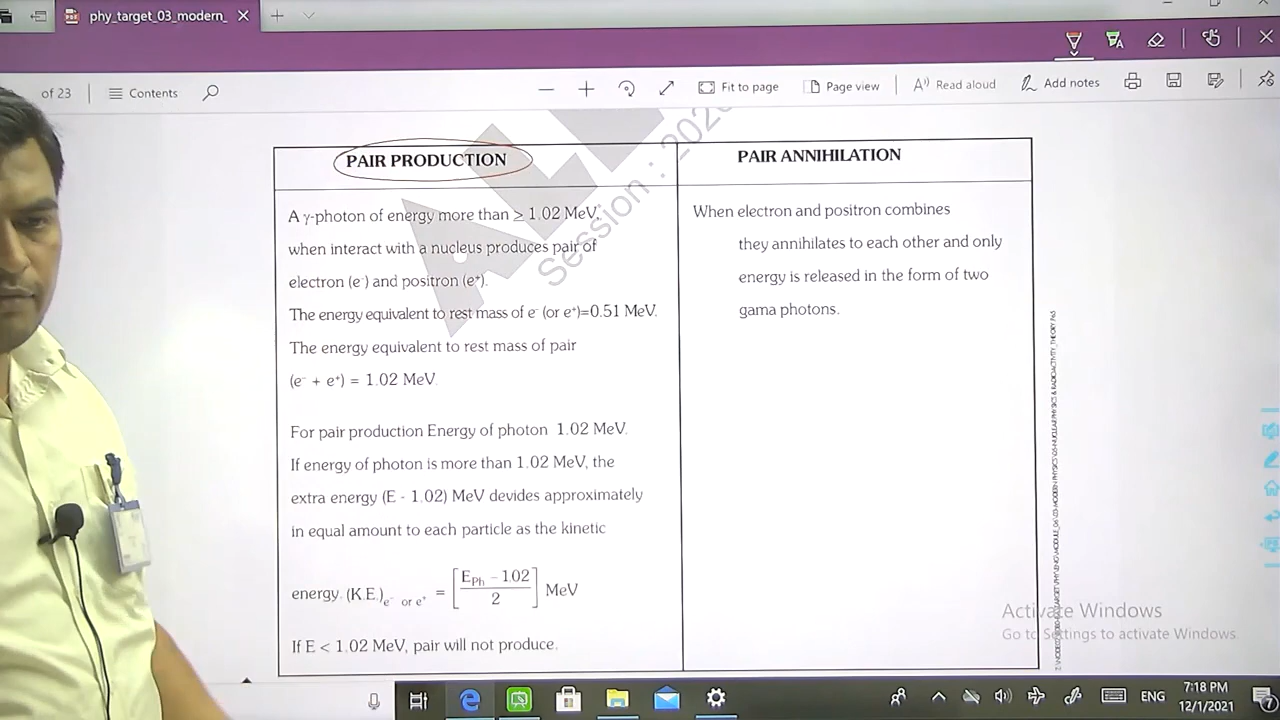 phy_target_03_modern_
of 23
Contents
Fit to page
Page view
Read aloud
Add notes
PAIR PRODUCTION
PAIR ANNIHILATION
A γ-photon of energy more than ≥ 1.02 MeV,
when interact with a nucleus produces pair of
electron (e⁻) and positron (e⁺).
The energy equivalent to rest mass of e⁻ (or e⁺)=0.51 MeV.
The energy equivalent to rest mass of pair
(e⁻ + e⁺) = 1.02 MeV.
For pair production Energy of photon 1.02 MeV.
If energy of photon is more than 1.02 MeV, the
extra energy (E - 1.02) MeV devides approximately
in equal amount to each particle as the kinetic
energy. (K.E.)e⁻ or e⁺ = [E_Ph – 1.02 / 2] MeV
If E < 1.02 MeV, pair will not produce.
When electron and positron combines
they annihilates to each other and only
energy is released in the form of two
gama photons.
Session : 202
Activate Windows
Go to Settings to activate Windows.
ENG
7:18 PM
12/1/2021
7